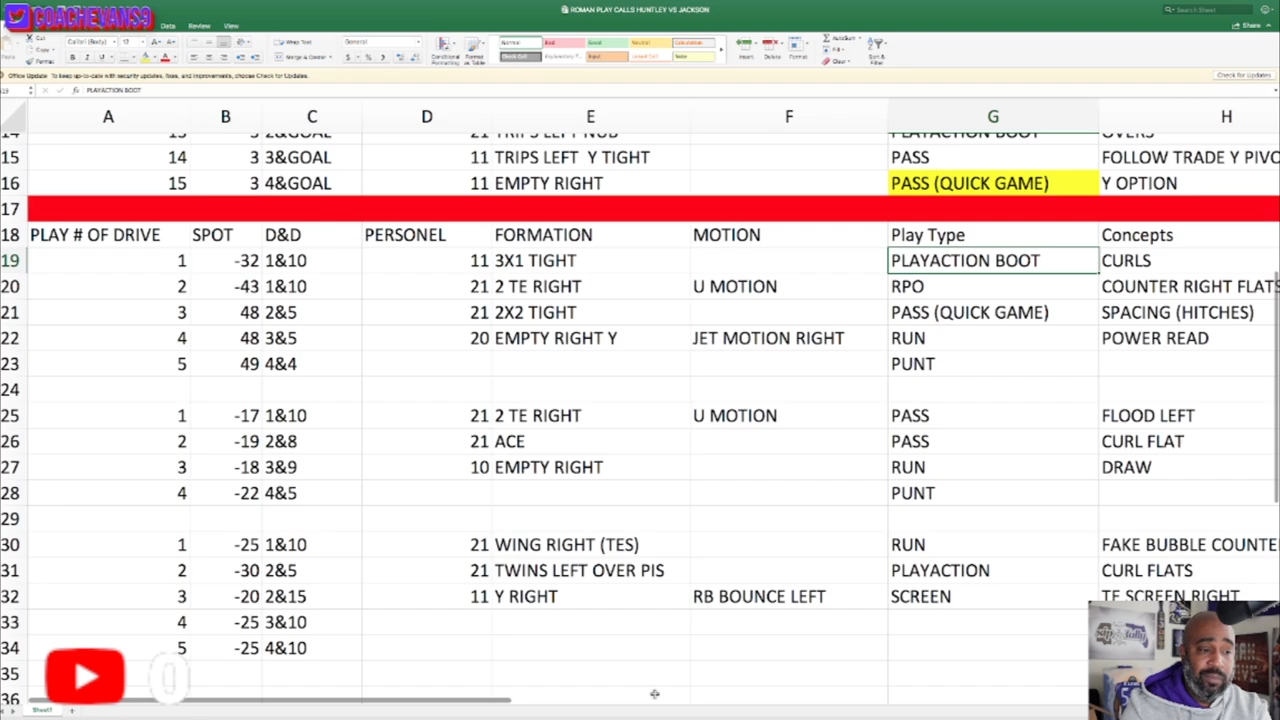 GOACHEVANS9
ROMAN PLAY CALLS HUNTLEY VS JACKSON
Search Sheet
Data Review View
Share
Cut
Copy
Format
Calibri (Body)
12
Wrap Text
Merge & Center
General
Conditional Formatting
Format as Table
Normal Bad Good Neutral Calculation
Check Cell Explanatory T... Input Linked Cell Note
Insert Delete Format
AutoSum
Fill
Clear
Sort & Filter
Office Update To keep up-to-date with security updates, fixes, and improvements, choose Check for Updates.
Check for Updates
G19 fx PLAYACTION BOOT
A B C D E F G H
14 13 3 2&GOAL 21 TRIPS LEFT NUB PLAYACTION BOOT OVERS
15 14 3 3&GOAL 11 TRIPS LEFT Y TIGHT PASS FOLLOW TRADE Y PIVO
16 15 3 4&GOAL 11 EMPTY RIGHT PASS (QUICK GAME) Y OPTION
17
18 PLAY # OF DRIVE SPOT D&D PERSONEL FORMATION MOTION Play Type Concepts
19 1 -32 1&10 11 3X1 TIGHT PLAYACTION BOOT CURLS
20 2 -43 1&10 21 2 TE RIGHT U MOTION RPO COUNTER RIGHT FLATS
21 3 48 2&5 21 2X2 TIGHT PASS (QUICK GAME) SPACING (HITCHES)
22 4 48 3&5 20 EMPTY RIGHT Y JET MOTION RIGHT RUN POWER READ
23 5 49 4&4 PUNT
24
25 1 -17 1&10 21 2 TE RIGHT U MOTION PASS FLOOD LEFT
26 2 -19 2&8 21 ACE PASS CURL FLAT
27 3 -18 3&9 10 EMPTY RIGHT RUN DRAW
28 4 -22 4&5 PUNT
29
30 1 -25 1&10 21 WING RIGHT (TES) RUN FAKE BUBBLE COUNTE
31 2 -30 2&5 21 TWINS LEFT OVER PIS PLAYACTION CURL FLATS
32 3 -20 2&15 11 Y RIGHT RB BOUNCE LEFT SCREEN TE SCREEN RIGHT
33 4 -25 3&10
34 5 -25 4&10
35
36
0
Sheet1